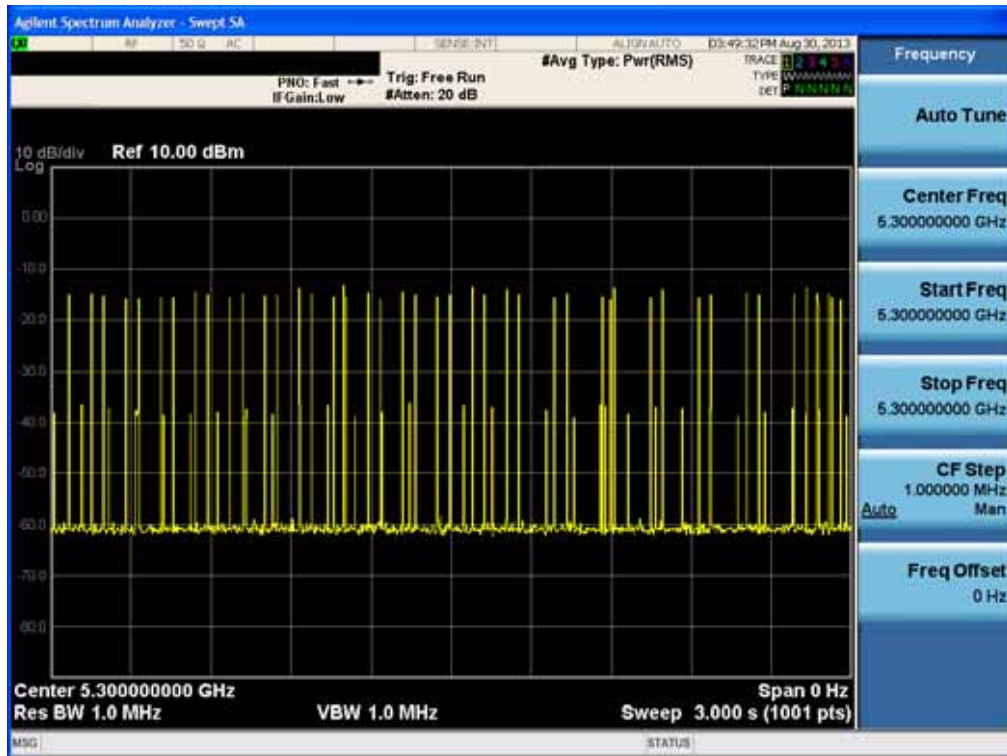 Agilent Spectrum Analyzer - Swept SA
RF 50 Ω AC SENSE:INT ALIGN AUTO 03:49:32 PM Aug 30, 2013
#Avg Type: Pwr(RMS)
TRACE 1 2 3 4 5 6
TYPE
DET P N N N N N
PNO: Fast
IFGain:Low
Trig: Free Run
#Atten: 20 dB
10 dB/div
Log
Ref 10.00 dBm
0.00
-10.0
-20.0
-30.0
-40.0
-50.0
-60.0
-70.0
-80.0
Center 5.300000000 GHz
Span 0 Hz
Res BW 1.0 MHz
VBW 1.0 MHz
Sweep 3.000 s (1001 pts)
MSG
STATUS
Frequency
Auto Tune
Center Freq
5.300000000 GHz
Start Freq
5.300000000 GHz
Stop Freq
5.300000000 GHz
CF Step
1.000000 MHz
Auto Man
Freq Offset
0 Hz